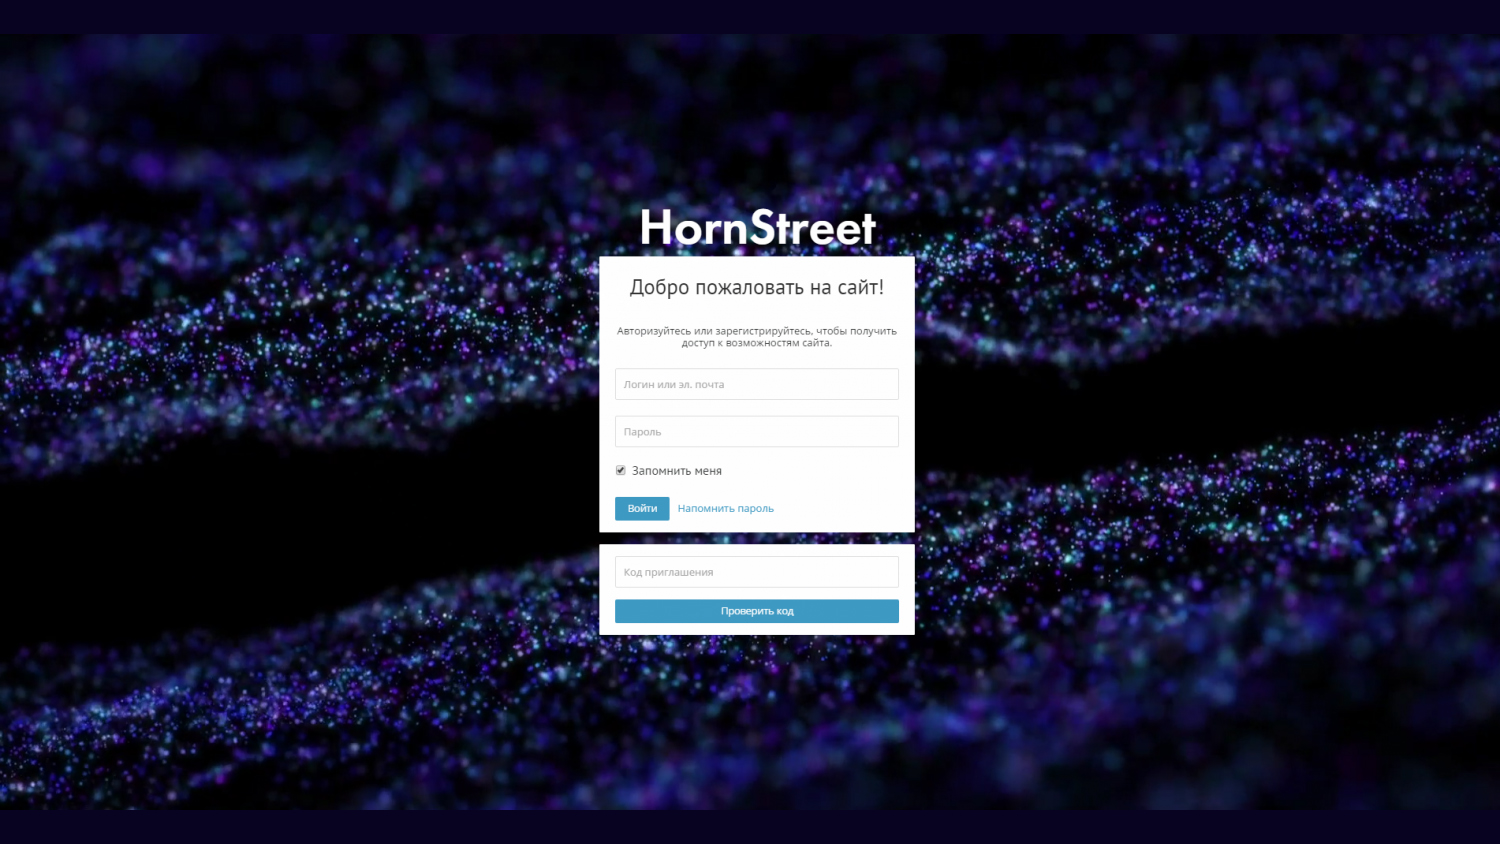 HornStreet
Добро пожаловать на сайт!
Авторизуйтесь или зарегистрируйтесь, чтобы получить
доступ к возможностям сайта.
Логин или эл. почта
Пароль
Запомнить меня
Войти Напомнить пароль
Код приглашения
Проверить код